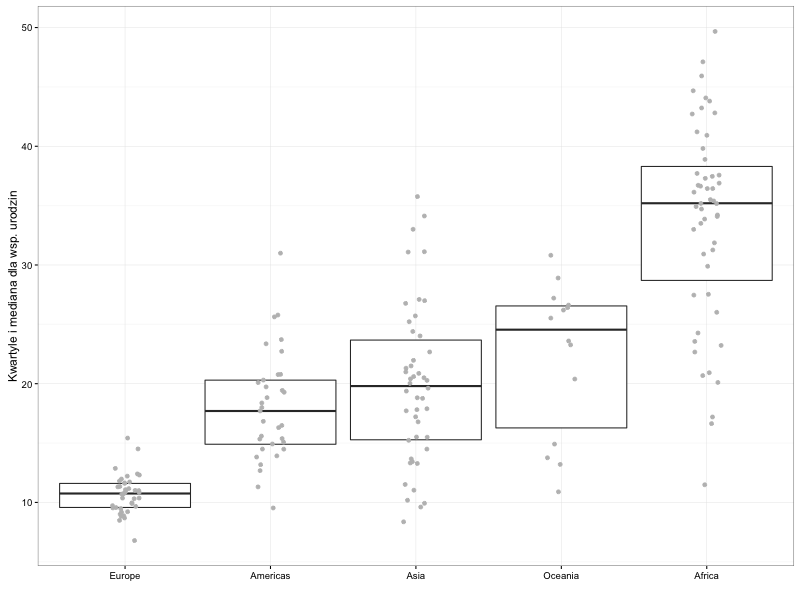 Kwartyle i mediana dla wsp. urodzin
50
40
30
20
10
Europe
Americas
Asia
Oceania
Africa